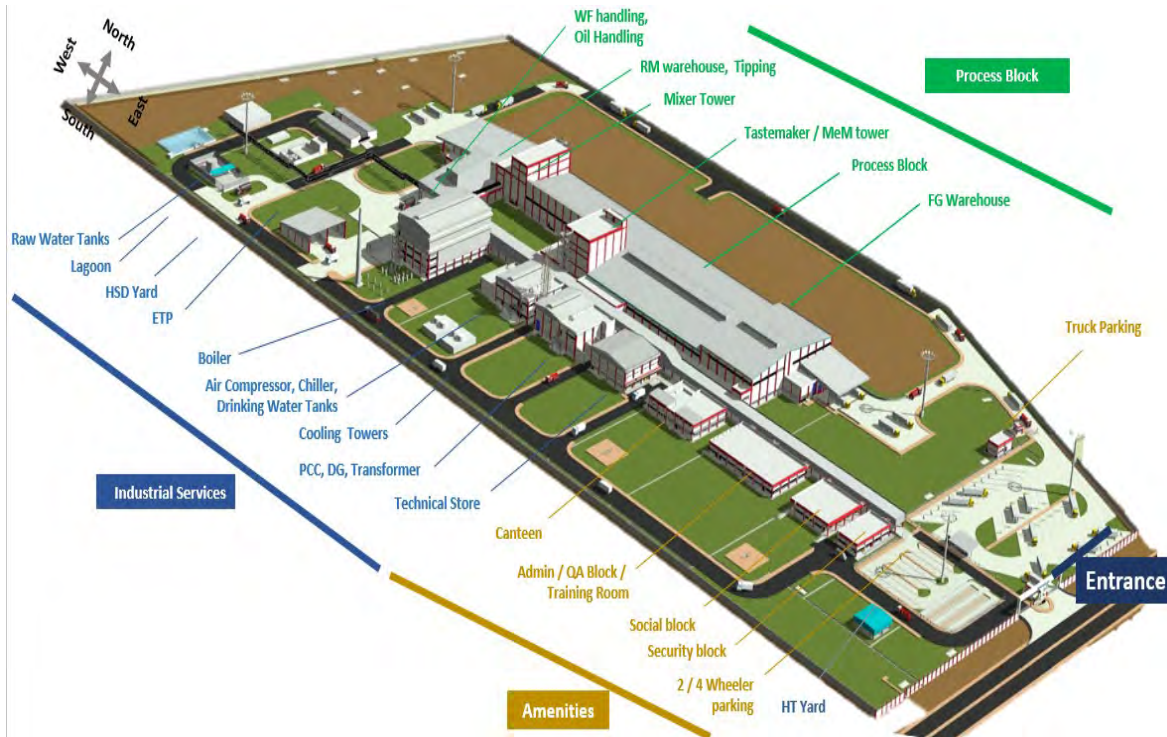 WF handling,
Oil Handling
North
West
East
South
RM warehouse, Tipping
Process Block
Mixer Tower
Tastemaker / MeM tower
Process Block
FG Warehouse
Raw Water Tanks
Lagoon
HSD Yard
ETP
Truck Parking
Boiler
Air Compressor, Chiller,
Drinking Water Tanks
Cooling Towers
PCC, DG, Transformer
Industrial Services
Technical Store
Canteen
Admin / QA Block /
Training Room
Entrance
Social block
Security block
2 / 4 Wheeler
parking
HT Yard
Amenities